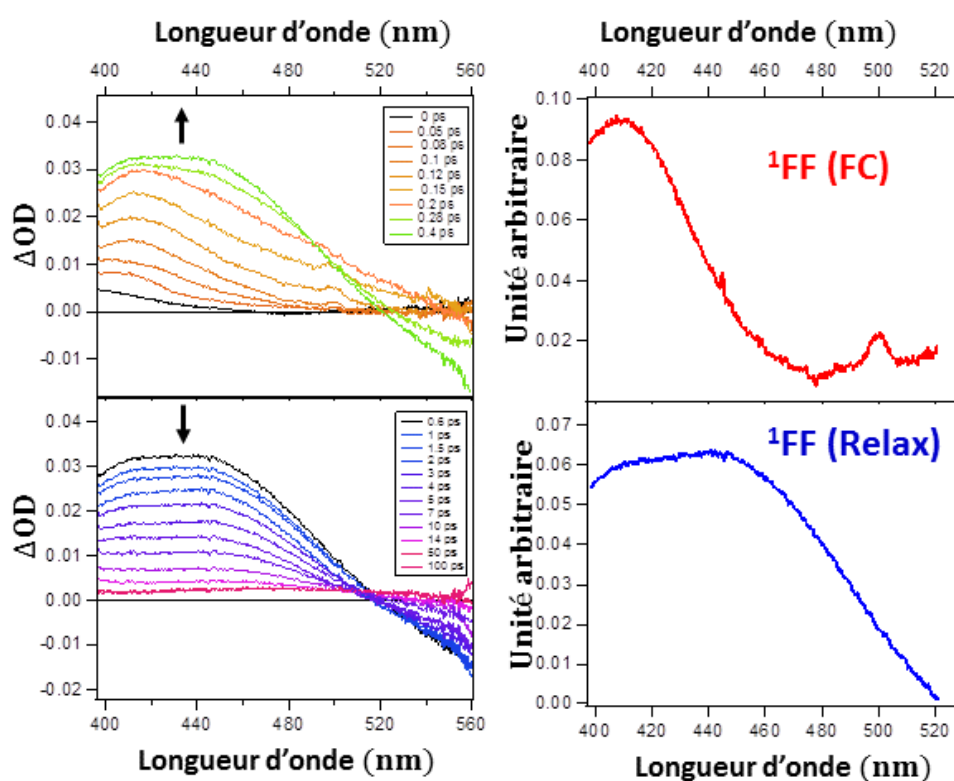 Longueur d'onde (nm)
400 440 480 520 560
ΔOD
0.04
0.03
0.02
0.01
0.00
-0.01
0 ps
0.05 ps
0.08 ps
0.1 ps
0.12 ps
0.15 ps
0.2 ps
0.28 ps
0.4 ps
ΔOD
0.04
0.03
0.02
0.01
0.00
-0.01
-0.02
0.6 ps
1 ps
1.5 ps
2 ps
3 ps
4 ps
5 ps
7 ps
10 ps
14 ps
50 ps
100 ps
400 440 480 520 560
Longueur d'onde (nm)
Longueur d'onde (nm)
400 420 440 460 480 500 520
Unité arbitraire
0.10
0.08
0.06
0.04
0.02
¹FF (FC)
Unité arbitraire
0.07
0.06
0.05
0.04
0.03
0.02
0.01
0.00
¹FF (Relax)
400 420 440 460 480 500 520
Longueur d'onde (nm)